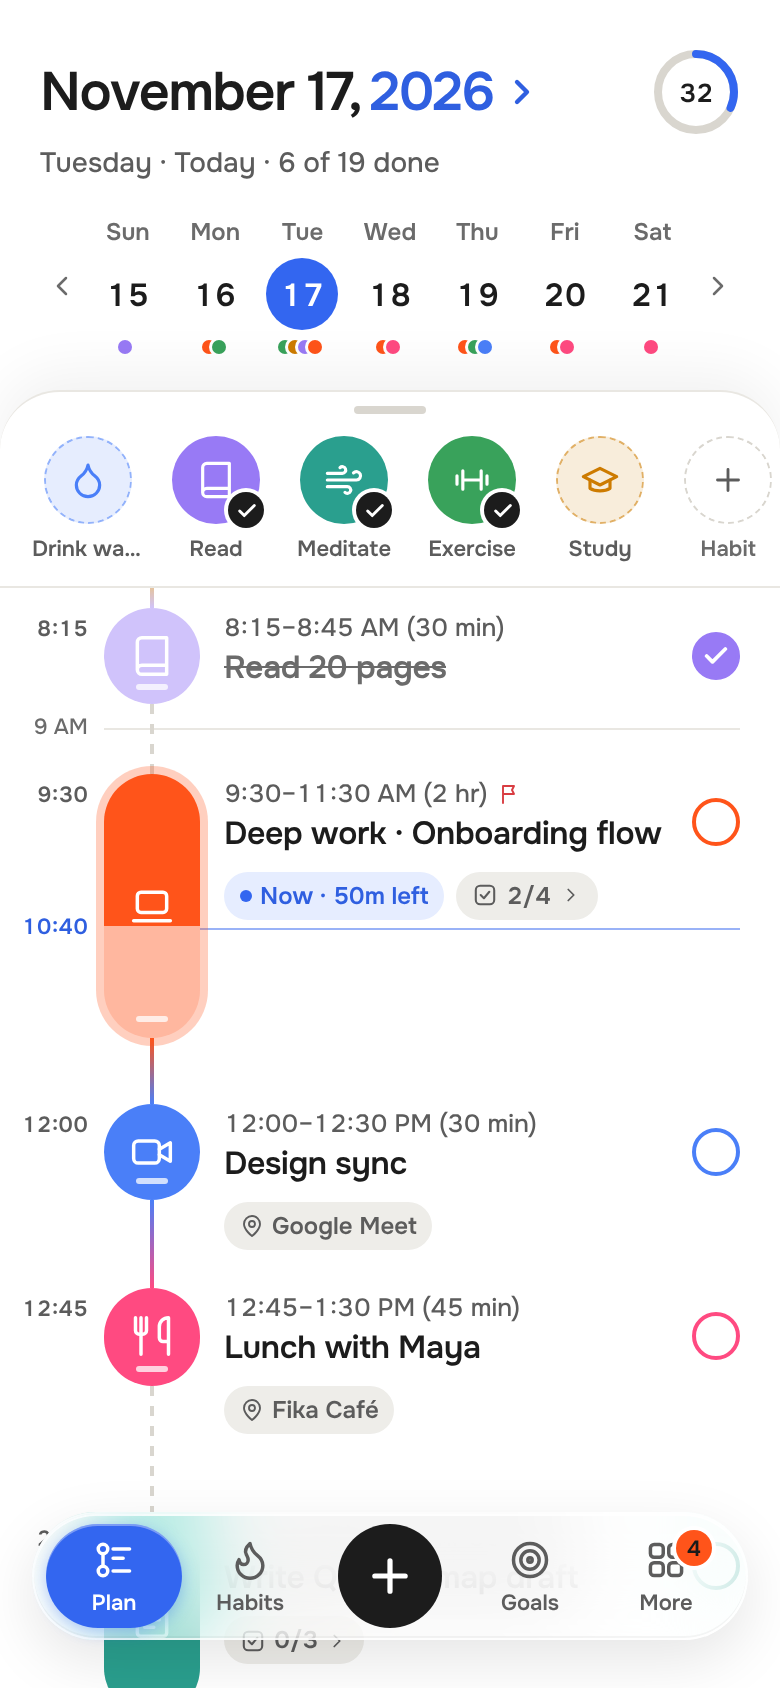 November 17, 2026
32
Tuesday · Today · 6 of 19 done
Sun Mon Tue Wed Thu Fri Sat
15 16 17 18 19 20 21
Drink wa... Read Meditate Exercise Study Habit
8:15 8:15–8:45 AM (30 min)
Read 20 pages
9 AM
9:30 9:30–11:30 AM (2 hr)
Deep work · Onboarding flow
Now · 50m left 2/4
10:40
12:00 12:00–12:30 PM (30 min)
Design sync
Google Meet
12:45 12:45–1:30 PM (45 min)
Lunch with Maya
Fika Café
4
Write map draft
Plan Habits Goals More
0/3